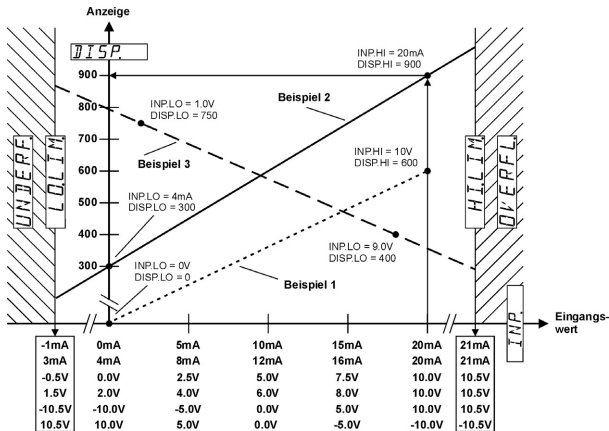 Anzeige
DISP.
INP.HI = 20mA
DISP.HI = 900
900
INP.LO = 1.0V
DISP.LO = 750
Beispiel 2
800
700
Beispiel 3
INP.HI = 10V
DISP.HI = 600
600
UNDERF.
LO.LIM.
HI.LIM.
OVERFL.
INP.LO = 4mA
DISP.LO = 300
500
400
INP.LO = 9.0V
DISP.LO = 400
300
INP.LO = 0V
DISP.LO = 0
Beispiel 1
INP.
Eingangs-
wert
-1mA 0mA 5mA 10mA 15mA 20mA 21mA
3mA 4mA 8mA 12mA 16mA 20mA 21mA
-0.5V 0.0V 2.5V 5.0V 7.5V 10.0V 10.5V
1.5V 2.0V 4.0V 6.0V 8.0V 10.0V 10.5V
-10.5V -10.0V -5.0V 0.0V 5.0V 10.0V 10.5V
10.5V 10.0V 5.0V 0.0V -5.0V -10.0V -10.5V